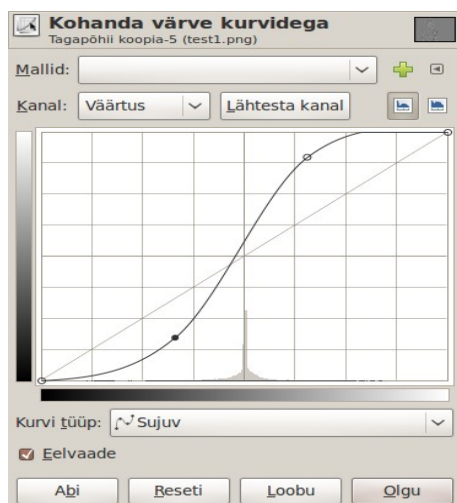 Kohanda värve kurvidega
Tagapõhii koopia-5 (test1.png)
Mallid:
Kanal: Väärtus Lähtesta kanal
Kurvi tüüp: Sujuv
Eelvaade
Abi Reseti Loobu Olgu